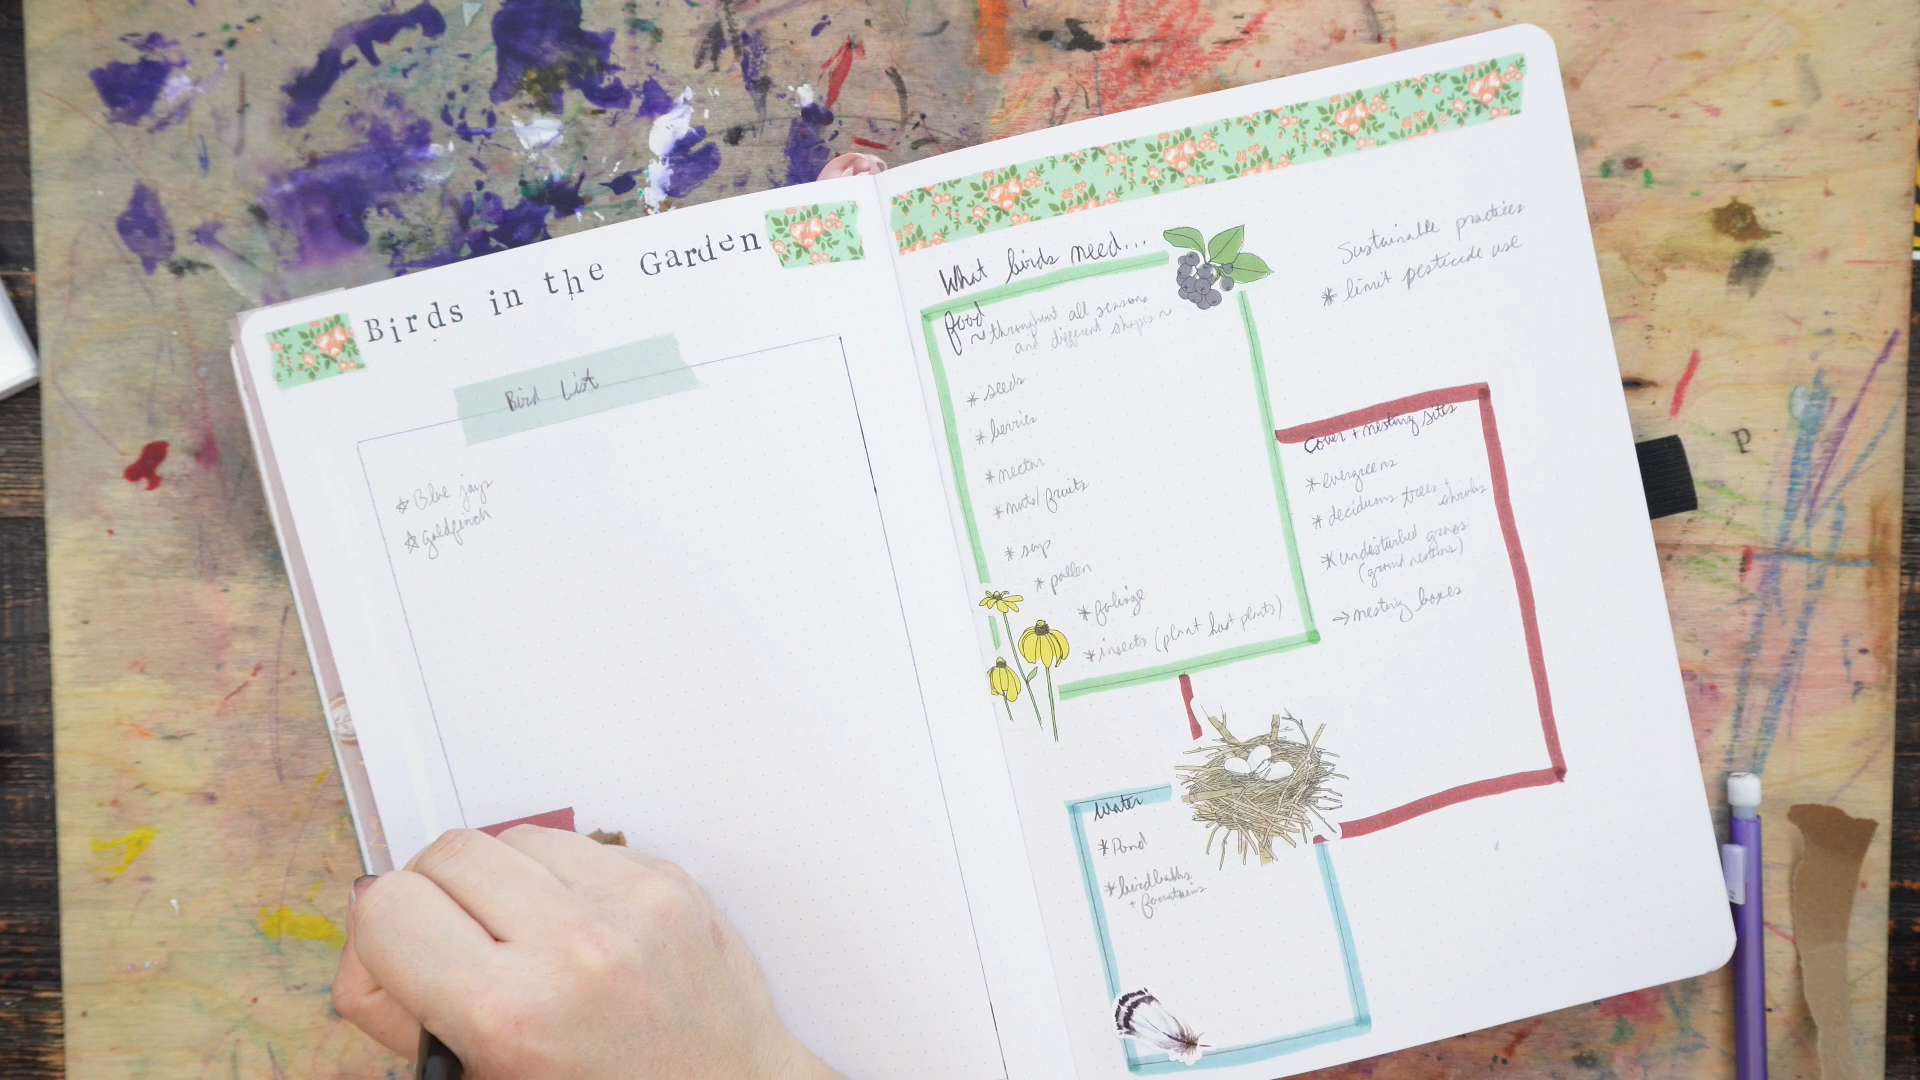 Birds in the Garden
Bird List
☆ Blue jays
☆ goldfinch
What birds need...
food
~throughout all seasons
and different shapes~
* seeds
* berries
* nectar
* nuts/fruits
* sap
* pollen
* foliage
* insects (plant host plants)
Sustainable practices
* limit pesticide use
Cover + nesting sites
* evergreens
* deciduous trees +
shrubs
* undisturbed grass
(ground nesters)
→ nesting boxes
Water
* Pond
* birdbaths
+ fountains
P